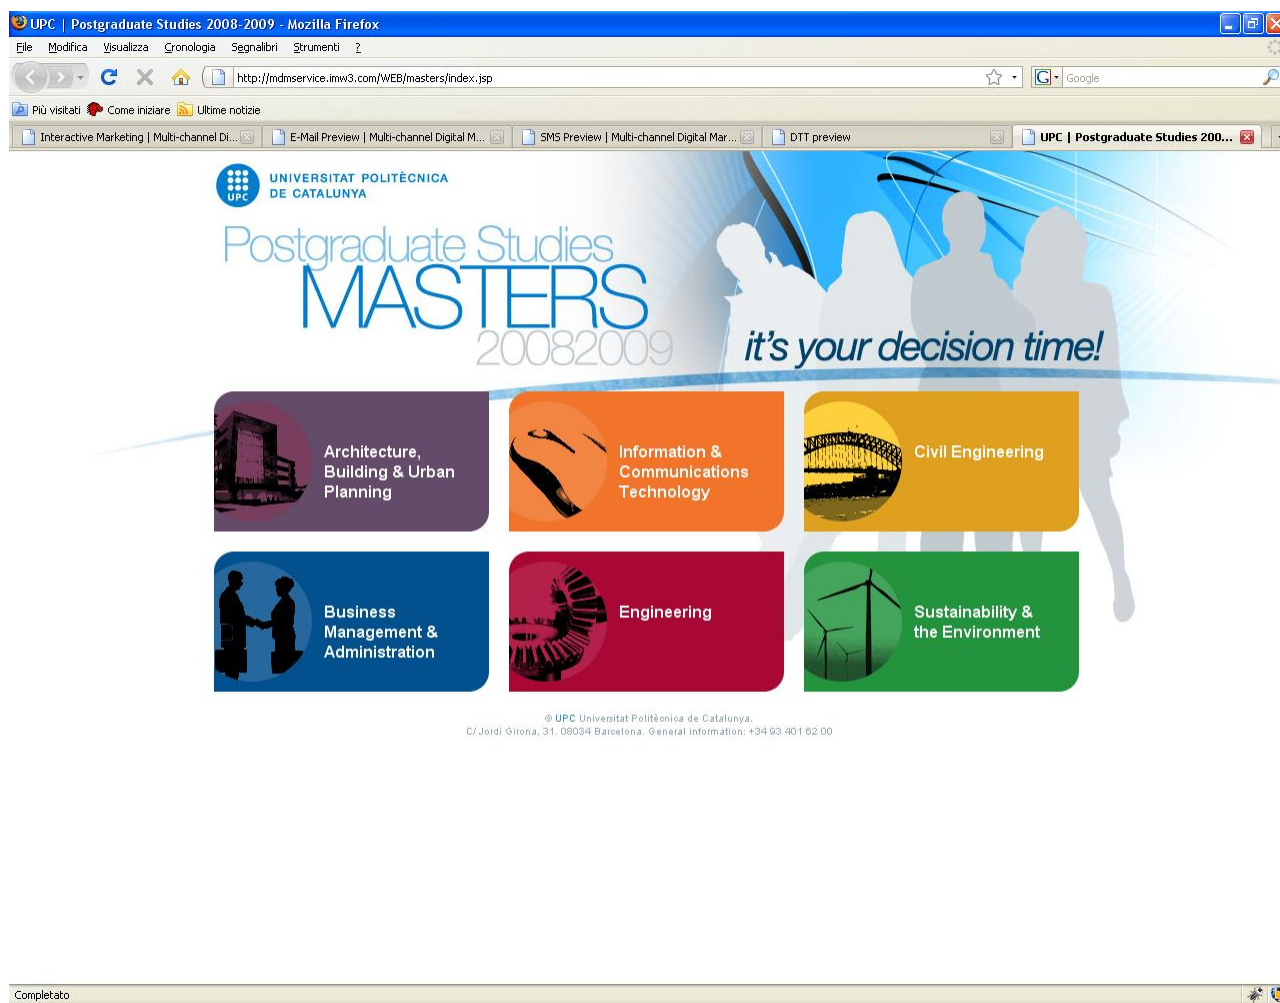 UPC | Postgraduate Studies 2008-2009 - Mozilla Firefox
File Modifica Visualizza Cronologia Segnalibri Strumenti ?
http://mdmservice.imw3.com/WEB/masters/index.jsp
G Google
Più visitati Come iniziare Ultime notizie
Interactive Marketing | Multi-channel Di... E-Mail Preview | Multi-channel Digital M... SMS Preview | Multi-channel Digital Mar... DTT preview UPC | Postgraduate Studies 200...
UPC
UNIVERSITAT POLITÈCNICA
DE CATALUNYA
Postgraduate Studies
MASTERS
20082009
it's your decision time!
Architecture,
Building & Urban
Planning
Information &
Communications
Technology
Civil Engineering
Business
Management &
Administration
Engineering
Sustainability &
the Environment
© UPC Universitat Politècnica de Catalunya.
C/ Jordi Girona, 31. 08034 Barcelona. General information: +34 93 401 62 00
Completato